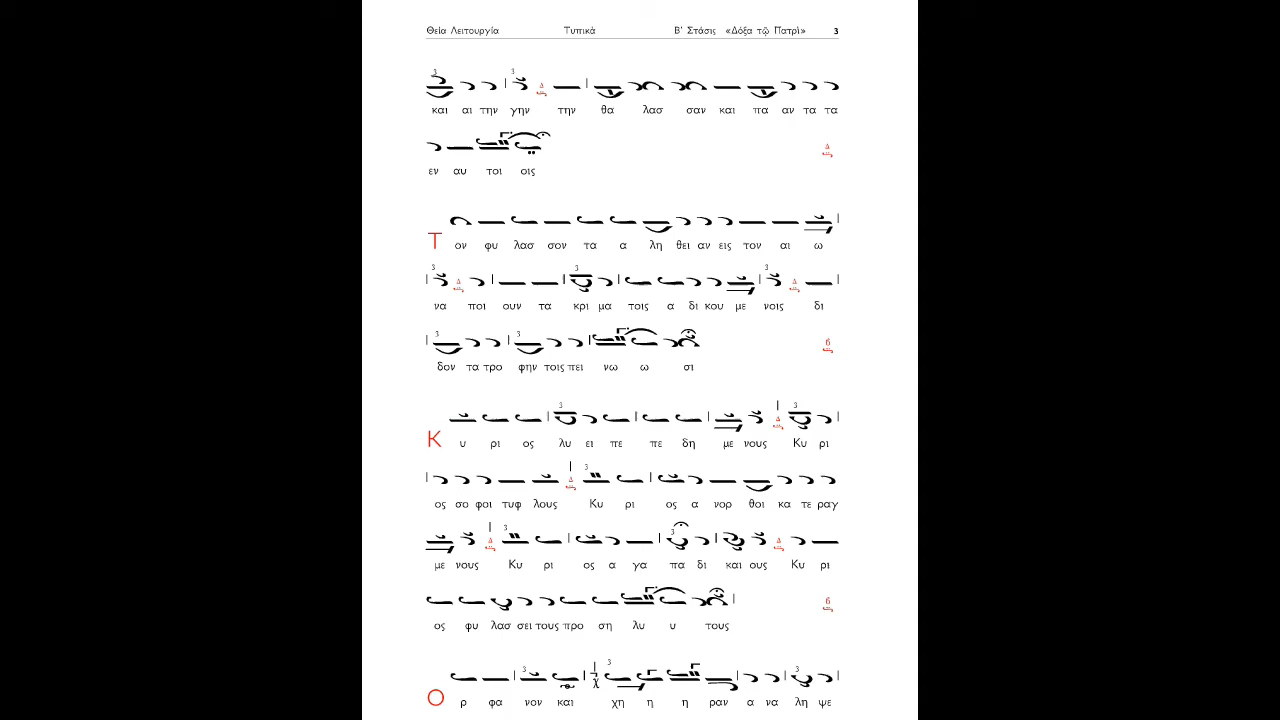 Θεία Λειτουργία Τυπικὰ Β' Στάσις «Δόξα τῷ Πατρὶ» 3
και αι την γην την θα λασ σαν και πα αν τα τα
εν αυ τοι οις
Τ ον φυ λασ σον τα α λη θει αν εις τον αι ω
να ποι ουν τα κρι μα τοις α δι κου με νοις δι
δον τα τρο φην τοις πει νω ω σι
Κ υ ρι ος λυ ει πε πε δη με νους Κυ ρι
ος σο φοι τυφ λους Κυ ρι ος α νορ θοι κα τε ραγ
με νους Κυ ρι ος α γα πα δι και ους Κυ ρι
ος φυ λασ σει τους προ ση λυ υ τους
Ο ρ φα νον και χη η η ραν α να λη ψε